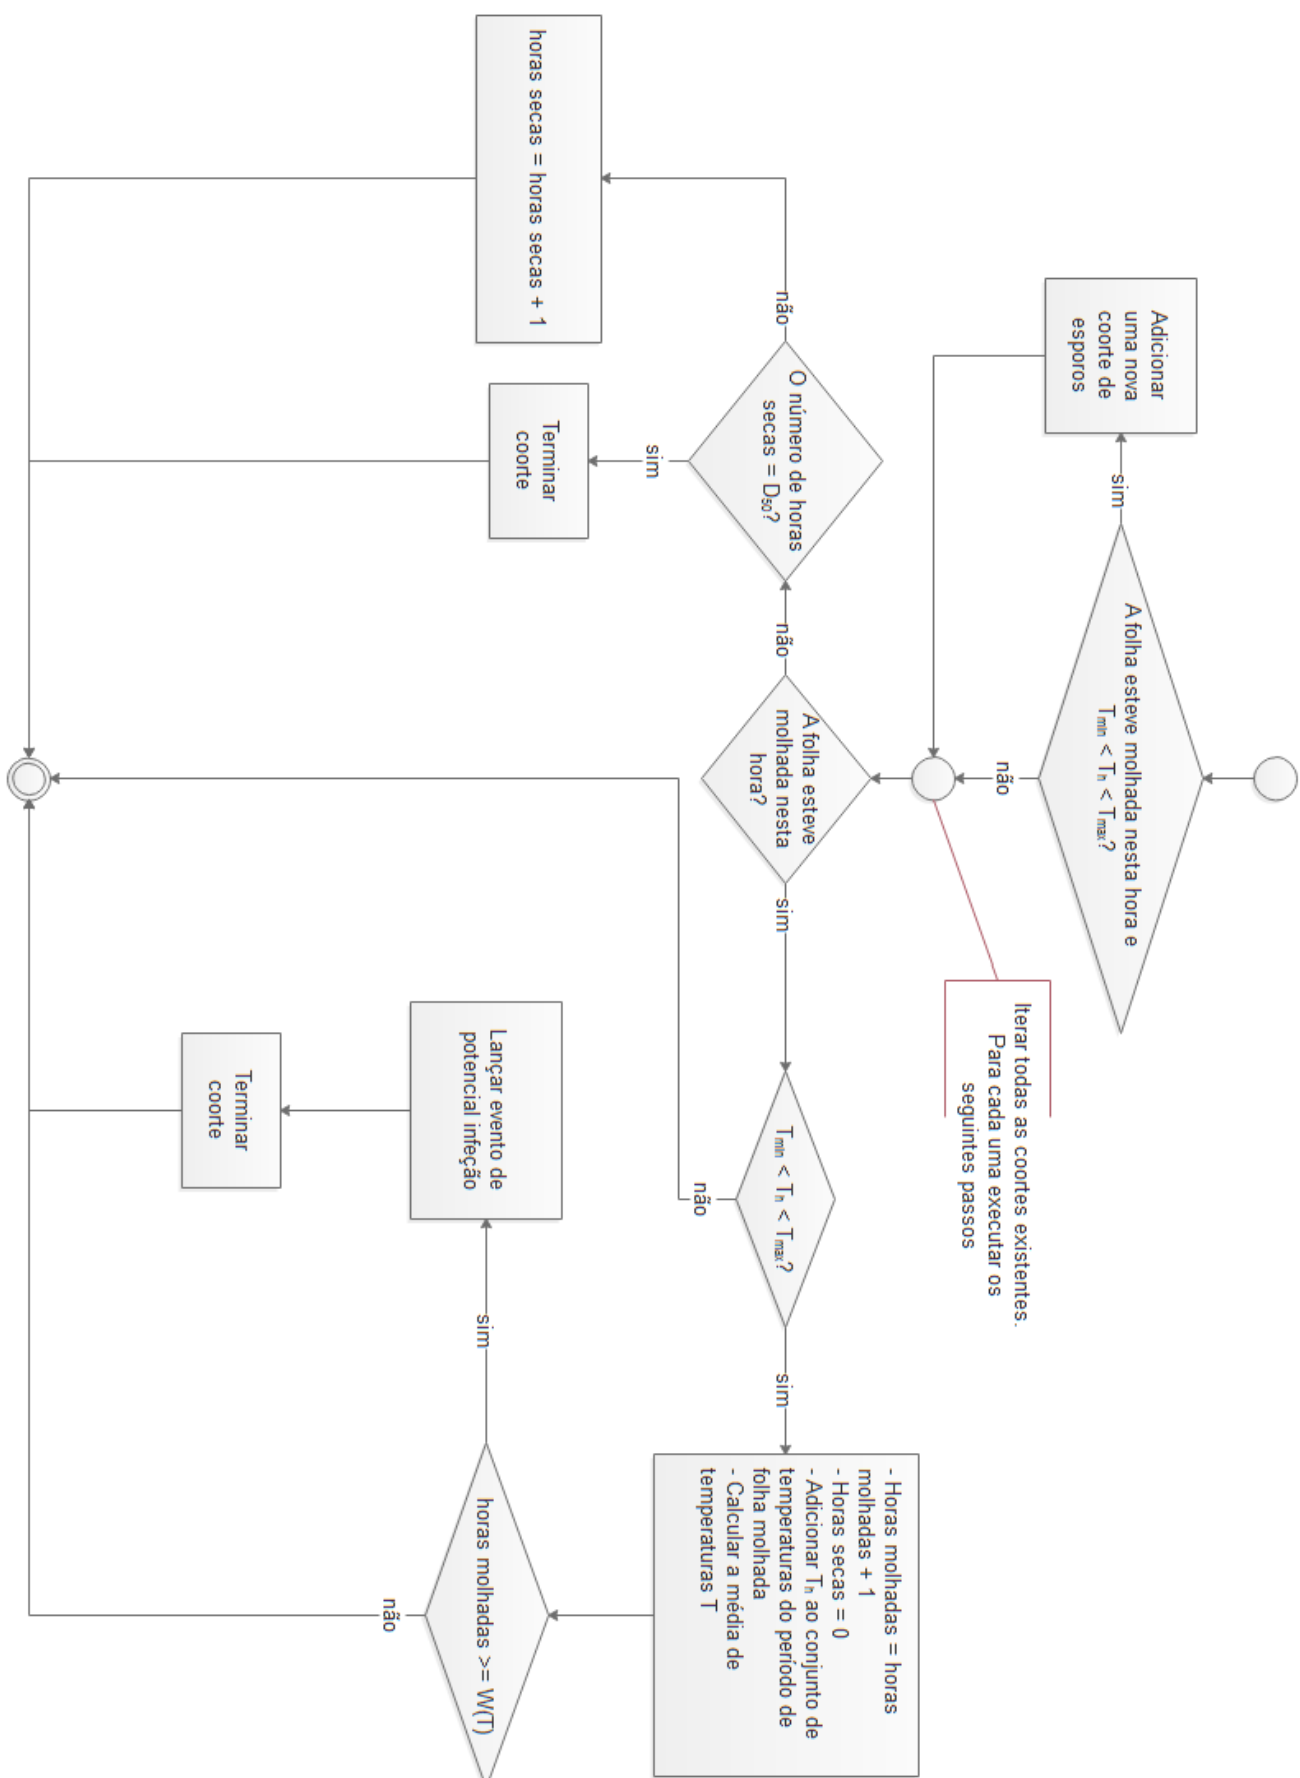 A folha esteve molhada nesta hora e
Tmin < Th < Tmax?
sim
Adicionar
uma nova
coorte de
esporos
não
Iterar todas as coortes existentes.
Para cada uma executar os
seguintes passos
A folha esteve
molhada nesta
hora?
não
sim
O número de horas
secas = D50?
não
horas secas = horas secas + 1
sim
Terminar
coorte
Tmin < Th < Tmax?
não
sim
- Horas molhadas = horas
molhadas + 1
- Horas secas = 0
- Adicionar Th ao conjunto de
temperaturas do período de
folha molhada
- Calcular a média de
temperaturas T
horas molhadas >= W(T)
sim
não
Lançar evento de
potencial infeção
Terminar
coorte